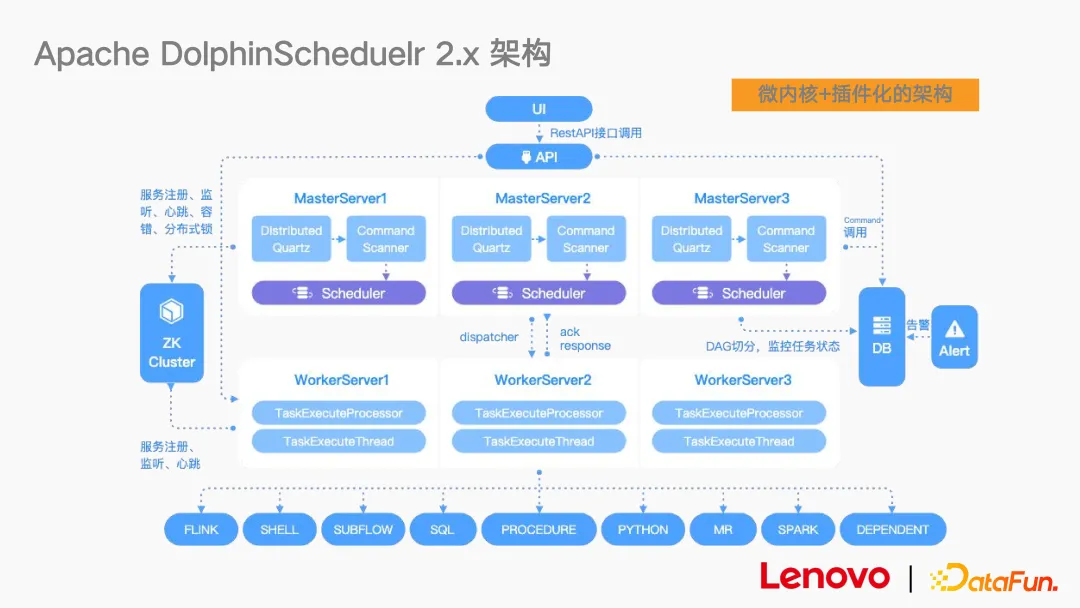 Apache DolphinScheduelr 2.x 架构
微内核+插件化的架构
UI
RestAPI接口调用
API
服务注册、监
听、心跳、容
错、分布式锁
MasterServer1
MasterServer2
MasterServer3
Distributed
Quartz
Command
Scanner
Distributed
Quartz
Command
Scanner
Distributed
Quartz
Command
Scanner
Command
调用
Scheduler
Scheduler
Scheduler
ZK
Cluster
dispatcher
ack
response
DAG切分，监控任务状态
DB
告警
Alert
WorkerServer1
WorkerServer2
WorkerServer3
TaskExecuteProcessor
TaskExecuteProcessor
TaskExecuteProcessor
TaskExecuteThread
TaskExecuteThread
TaskExecuteThread
服务注册、
监听、心跳
FLINK
SHELL
SUBFLOW
SQL
PROCEDURE
PYTHON
MR
SPARK
DEPENDENT
Lenovo
DataFun.